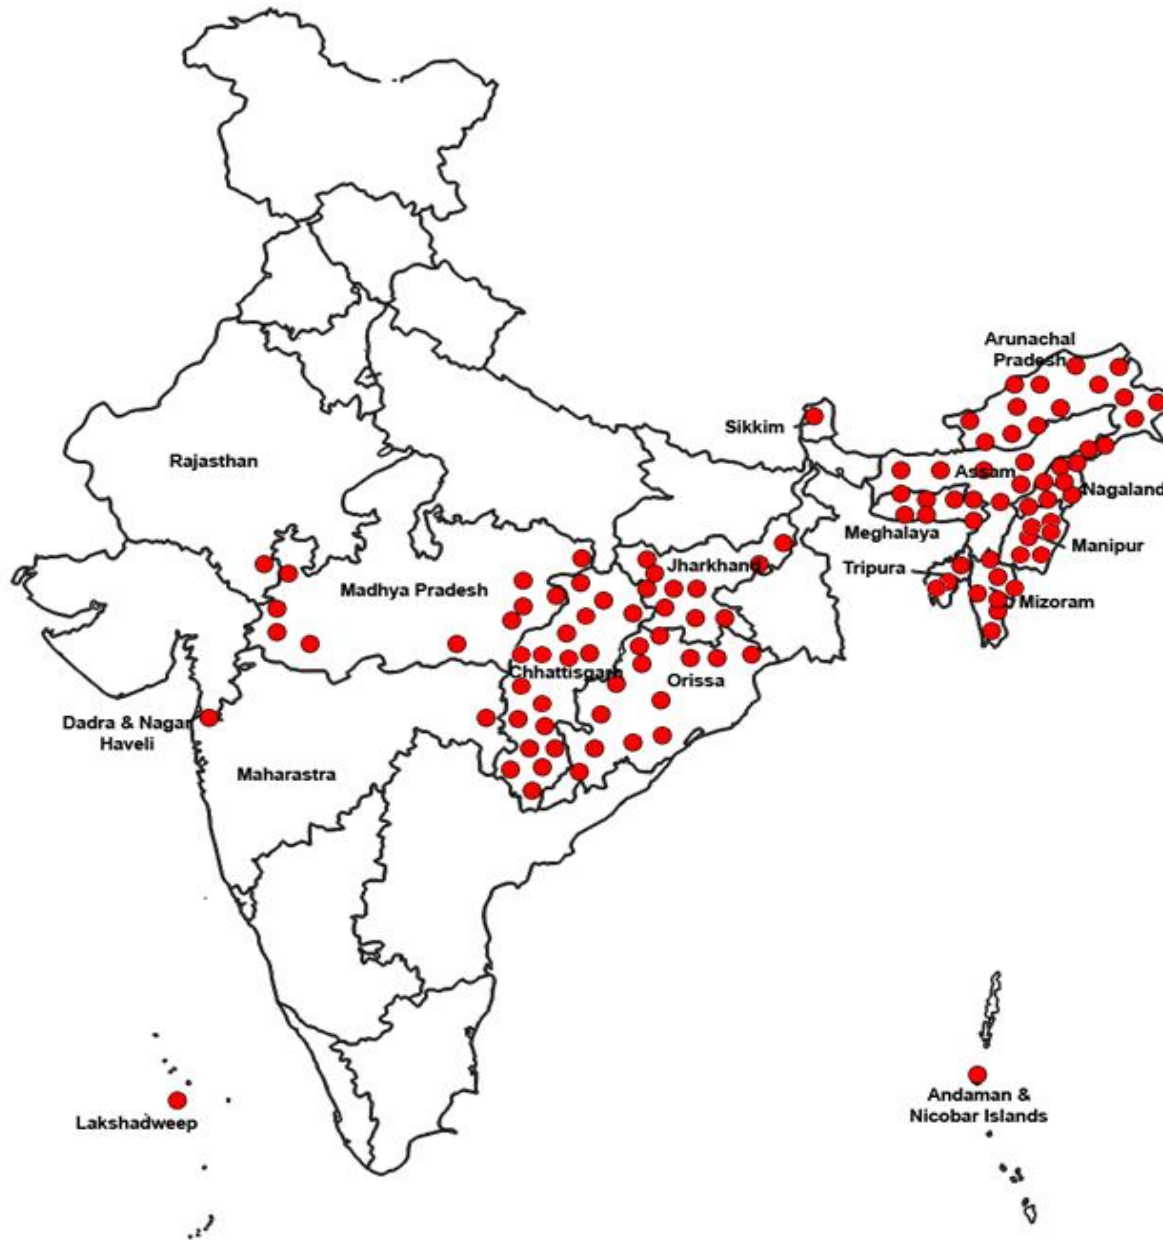 Arunachal
Pradesh
Sikkim
Rajasthan
Assam
Nagaland
Meghalaya
Manipur
Jharkhand
Tripura
Madhya Pradesh
Mizoram
Chhattisgarh
Orissa
Dadra & Nagar
Haveli
Maharastra
Andaman &
Nicobar Islands
Lakshadweep